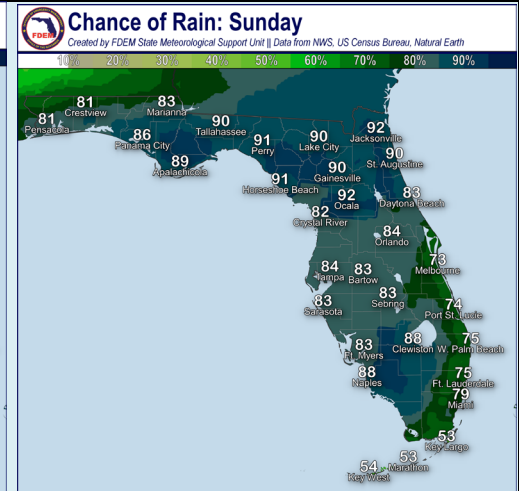 FDEM
Chance of Rain: Sunday
Created by FDEM State Meteorological Support Unit || Data from NWS, US Census Bureau, Natural Earth
10% 20% 30% 40% 50% 60% 70% 80% 90%
81
Crestview
83
Marianna
81
Pensacola
90
Tallahassee
92
Jacksonville
86
Panama City
91
Perry
90
Lake City
90
St. Augustine
89
Apalachicola
90
Gainesville
91
Horseshoe Beach
92
Ocala
83
Daytona Beach
82
Crystal River
84
Orlando
73
Melbourne
84
Tampa
83
Bartow
83
Sebring
83
Sarasota
74
Port St. Lucie
88
Clewiston
75
W. Palm Beach
83
Ft. Myers
88
Naples
75
Ft. Lauderdale
79
Miami
53
Key Largo
53
Marathon
54
Key West